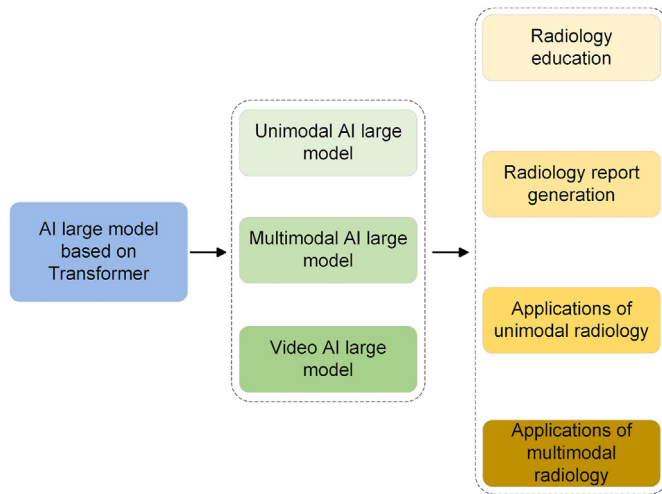 AI large model
based on
Transformer
Unimodal AI large
model
Multimodal AI large
model
Video AI large
model
Radiology
education
Radiology report
generation
Applications of
unimodal radiology
Applications of
multimodal
radiology